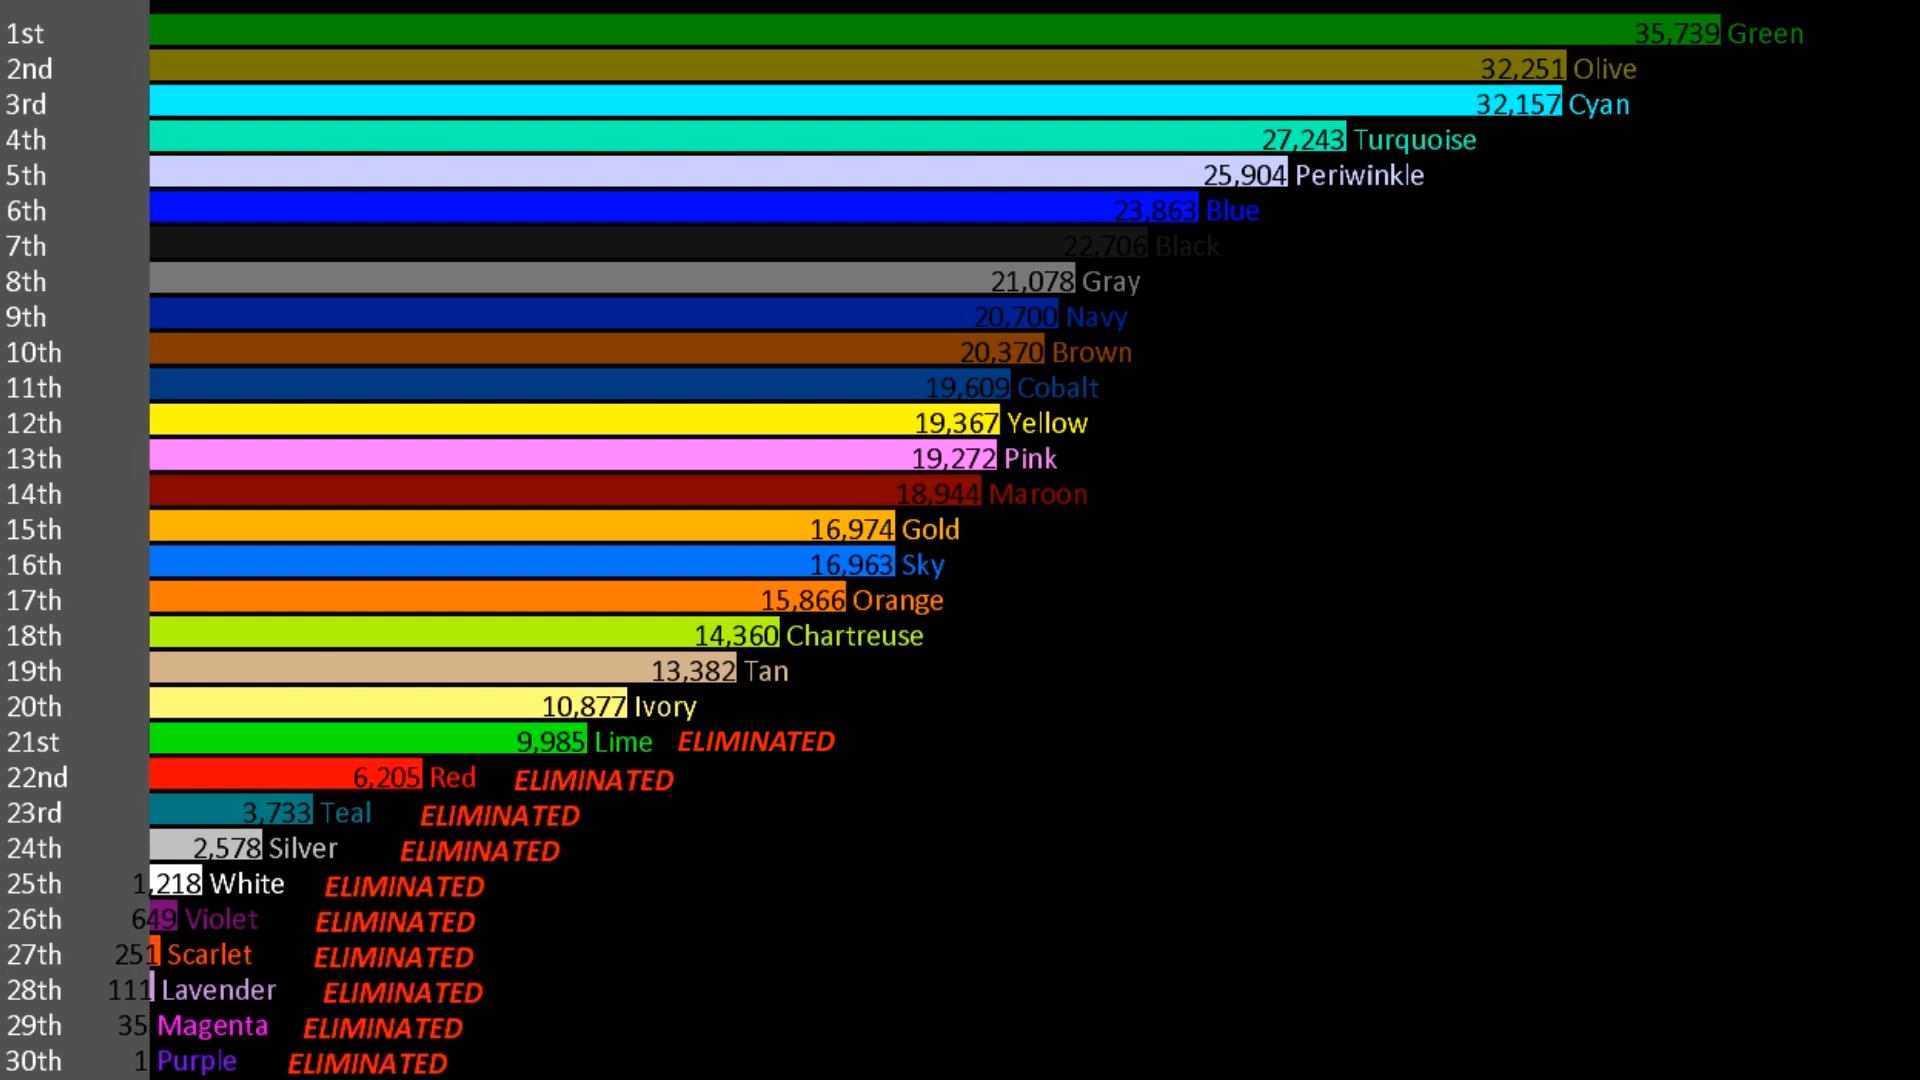 1st 35,739 Green
2nd 32,251 Olive
3rd 32,157 Cyan
4th 27,243 Turquoise
5th 25,904 Periwinkle
6th 23,863 Blue
7th 22,706 Black
8th 21,078 Gray
9th 20,700 Navy
10th 20,370 Brown
11th 19,609 Cobalt
12th 19,367 Yellow
13th 19,272 Pink
14th 18,944 Maroon
15th 16,974 Gold
16th 16,963 Sky
17th 15,866 Orange
18th 14,360 Chartreuse
19th 13,382 Tan
20th 10,877 Ivory
21st 9,985 Lime ELIMINATED
22nd 6,205 Red ELIMINATED
23rd 3,733 Teal ELIMINATED
24th 2,578 Silver ELIMINATED
25th 1,218 White ELIMINATED
26th 649 Violet ELIMINATED
27th 251 Scarlet ELIMINATED
28th 111 Lavender ELIMINATED
29th 35 Magenta ELIMINATED
30th 1 Purple ELIMINATED